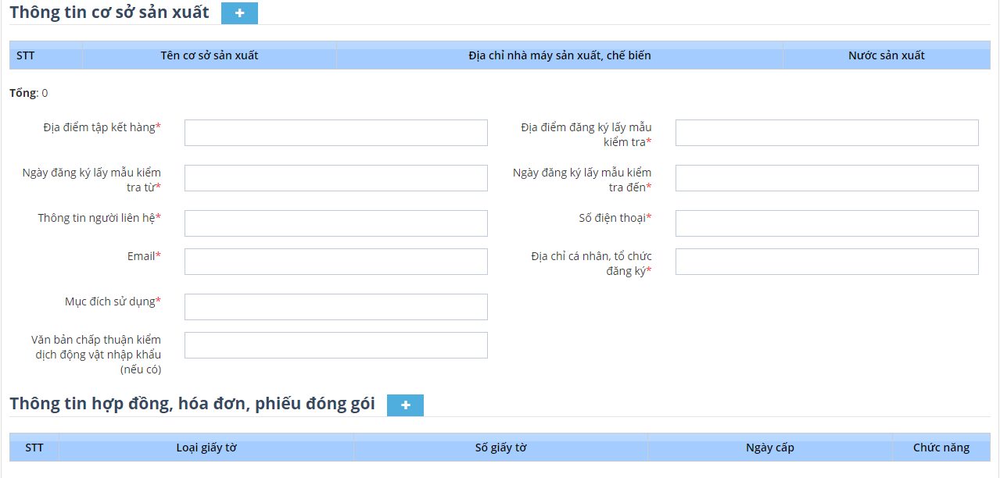 Thông tin cơ sở sản xuất +
STT Tên cơ sở sản xuất Địa chỉ nhà máy sản xuất, chế biến Nước sản xuất
Tổng: 0
Địa điểm tập kết hàng*
Địa điểm đăng ký lấy mẫu
kiểm tra*
Ngày đăng ký lấy mẫu kiểm
tra từ*
Ngày đăng ký lấy mẫu kiểm
tra đến*
Thông tin người liên hệ*
Số điện thoại*
Email*
Địa chỉ cá nhân, tổ chức
đăng ký*
Mục đích sử dụng*
Văn bản chấp thuận kiểm
dịch động vật nhập khẩu
(nếu có)
Thông tin hợp đồng, hóa đơn, phiếu đóng gói +
STT Loại giấy tờ Số giấy tờ Ngày cấp Chức năng